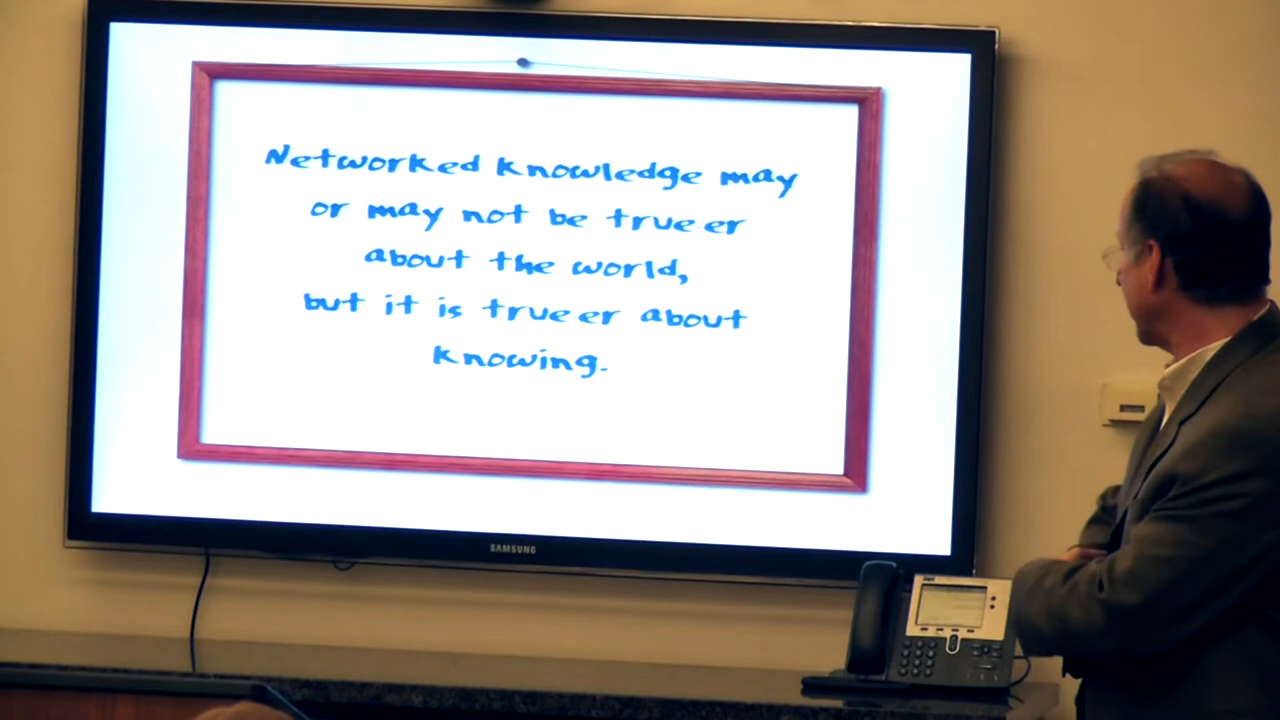 Networked knowledge may
or may not be trueer
about the world,
but it is trueer about
knowing.
SAMSUNG